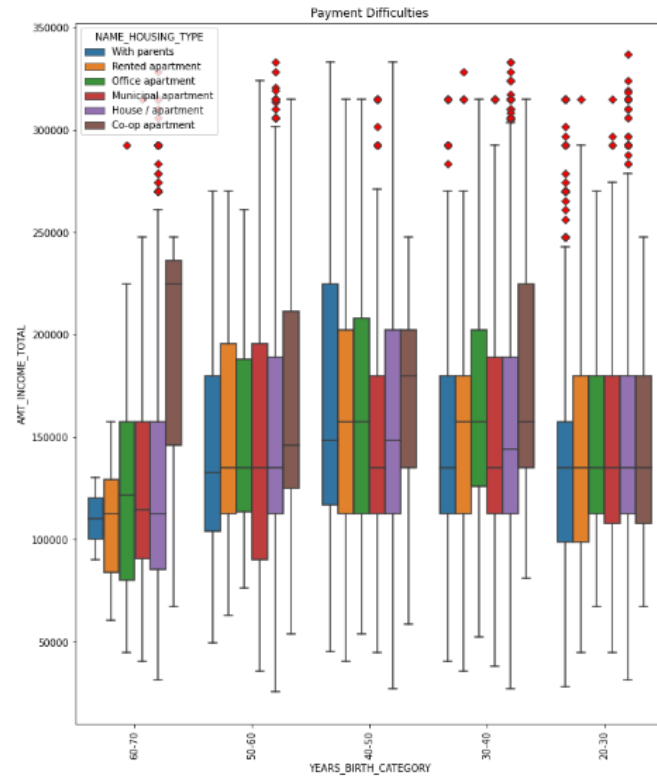 Payment Difficulties
350000
NAME_HOUSING_TYPE
With parents
Rented apartment
Office apartment
Municipal apartment
House / apartment
Co-op apartment
300000
250000
200000
150000
100000
50000
AMT_INCOME_TOTAL
60-70
50-60
40-50
30-40
20-30
YEARS_BIRTH_CATEGORY